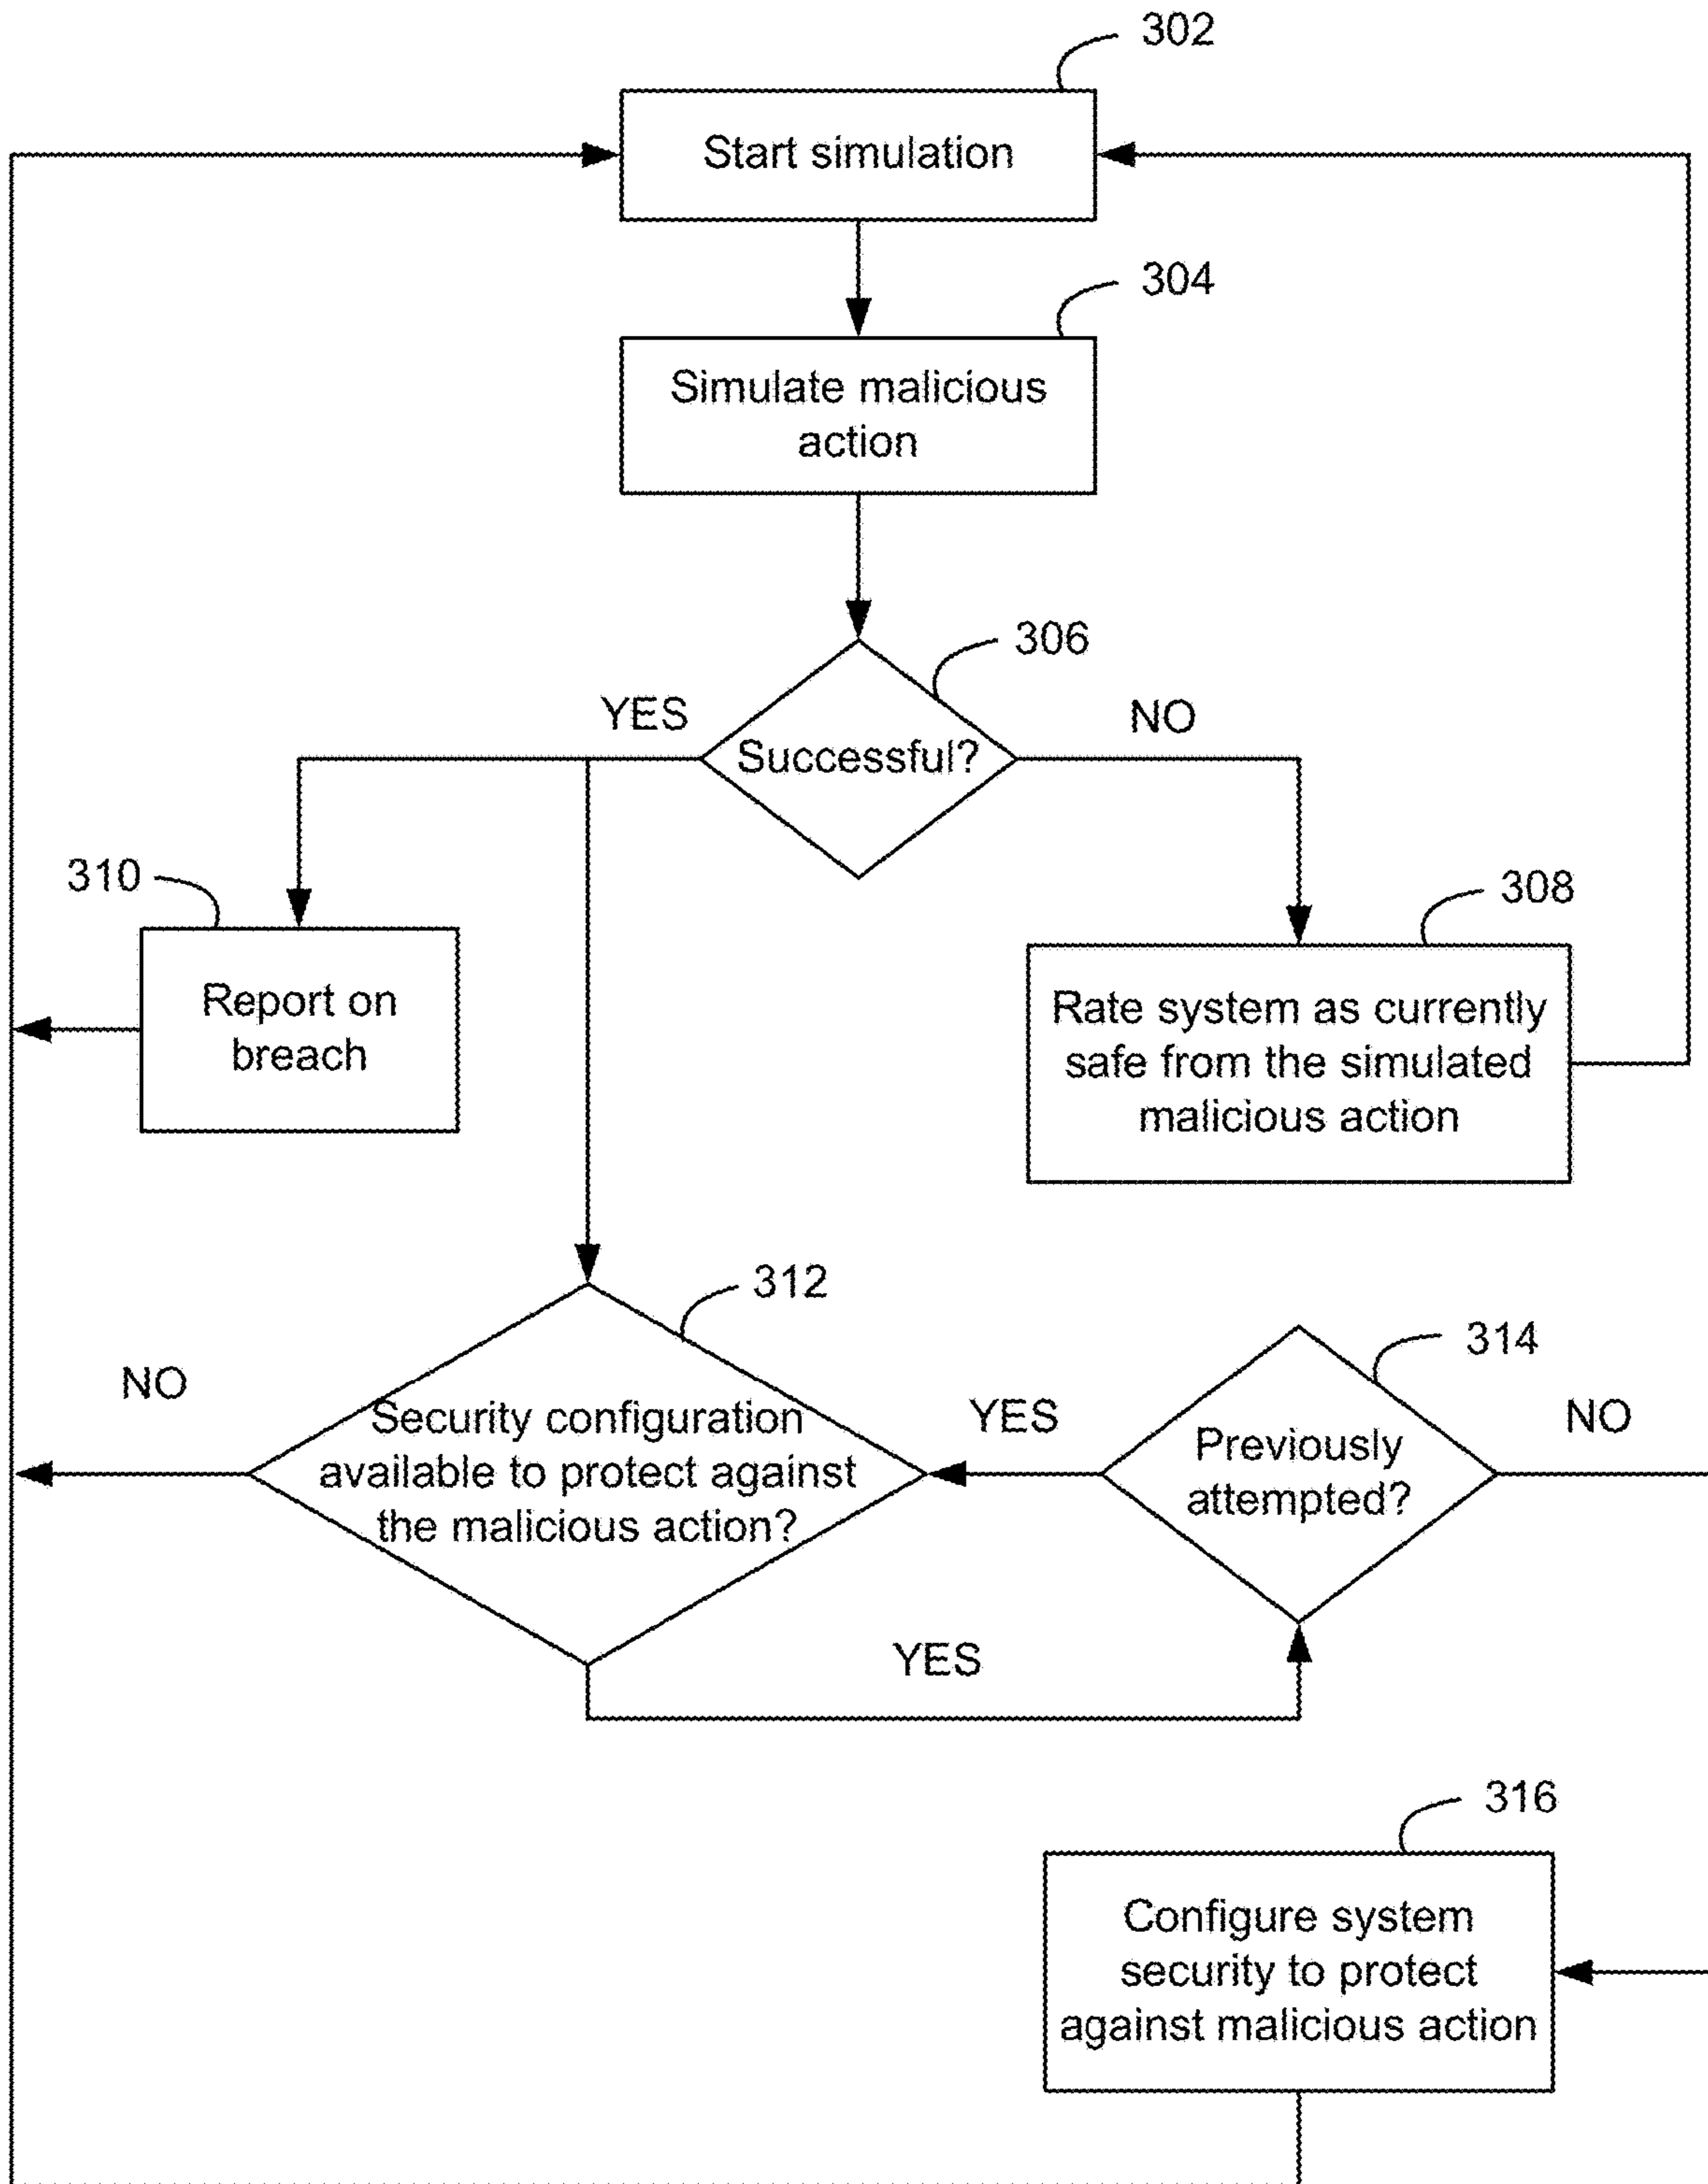 302
Start simulation
304
Simulate malicious
action
306
YES
NO
Successful?
310
308
Report on
breach
Rate system as currently
safe from the simulated
malicious action
312
314
NO
Security configuration
available to protect against
the malicious action?
YES
Previously
attempted?
NO
YES
316
Configure system
security to protect
against malicious action